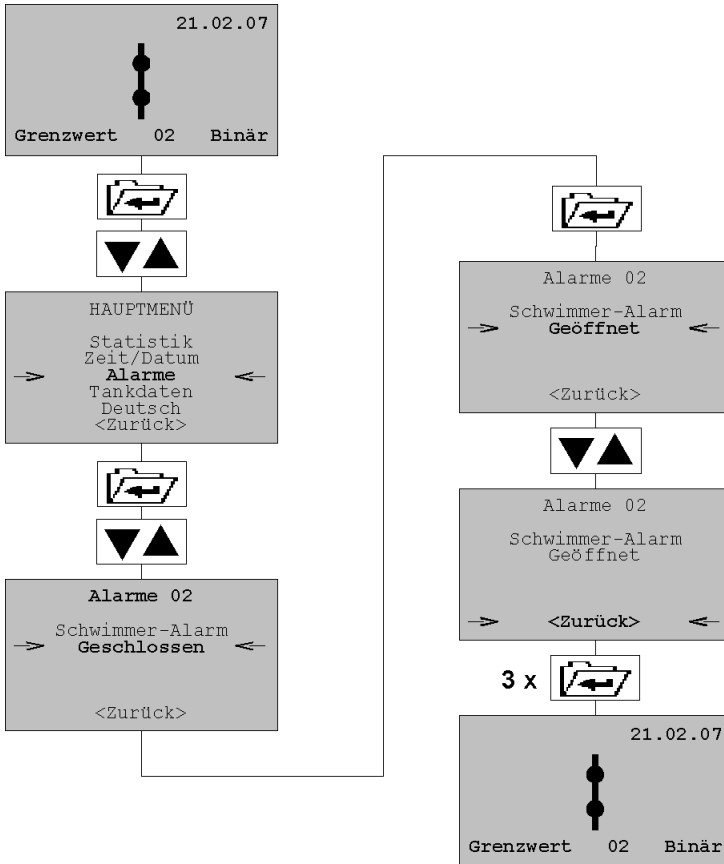 21.02.07
Grenzwert 02 Binär
HAUPTMENÜ
Statistik
Zeit/Datum
Alarme
Tankdaten
Deutsch
<Zurück>
Alarme 02
Schwimmer-Alarm
Geschlossen
<Zurück>
Alarme 02
Schwimmer-Alarm
Geöffnet
<Zurück>
Alarme 02
Schwimmer-Alarm
Geöffnet
<Zurück>
3 x
21.02.07
Grenzwert 02 Binär